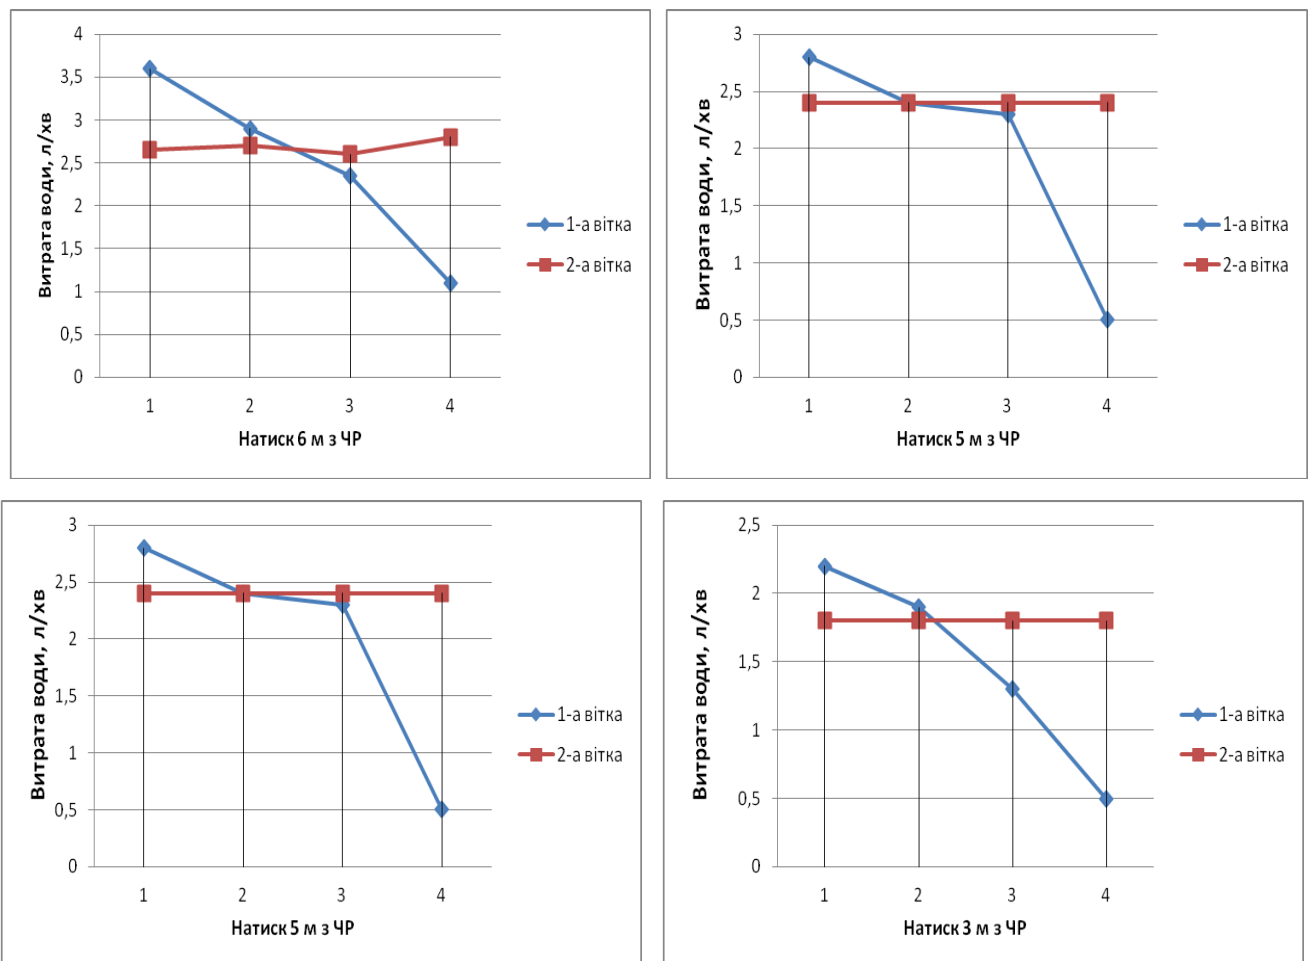 4
3,5
3
2,5
2
1,5
1
0,5
0
Витрата води, л/хв
1 2 3 4
Натиск 6 м з ЧР
1-а вітка
2-а вітка
3
2,5
2
1,5
1
0,5
0
Витрата води, л/хв
1 2 3 4
Натиск 5 м з ЧР
1-а вітка
2-а вітка
3
2,5
2
1,5
1
0,5
0
Витрата води, л/хв
1 2 3 4
Натиск 5 м з ЧР
1-а вітка
2-а вітка
2,5
2
1,5
1
0,5
0
Витрата води, л/хв
1 2 3 4
Натиск 3 м з ЧР
1-а вітка
2-а вітка